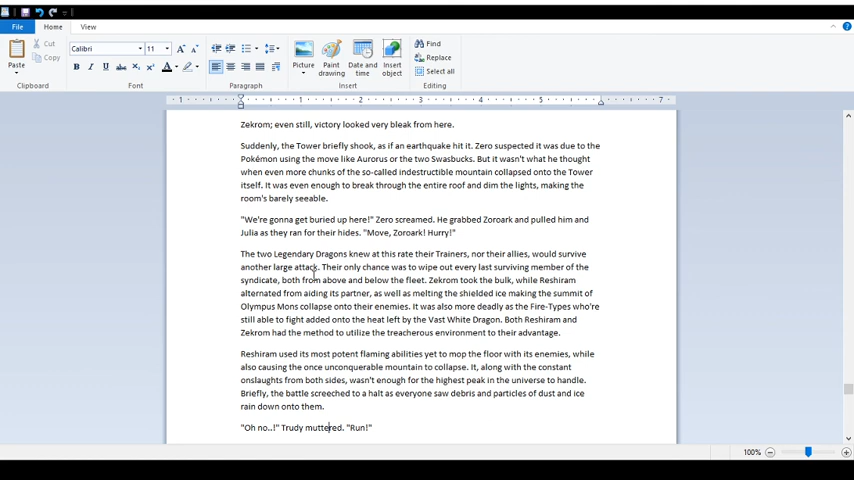 File Home View
Paste
Cut
Copy
Clipboard
Calibri 11
Font
Paragraph
Picture
Paint drawing
Date and time
Insert object
Insert
Find
Replace
Select all
Editing
1 1 2 3 4 5 7
Zekrom; even still, victory looked very bleak from here.
Suddenly, the Tower briefly shook, as if an earthquake hit it. Zero suspected it was due to the
Pokémon using the move like Aurorus or the two Swasbucks. But it wasn't what he thought
when even more chunks of the so-called indestructible mountain collapsed onto the Tower
itself. It was even enough to break through the entire roof and dim the lights, making the
room's barely seeable.
"We're gonna get buried up here!" Zero screamed. He grabbed Zoroark and pulled him and
Julia as they ran for their hides. "Move, Zoroark! Hurry!"
The two Legendary Dragons knew at this rate their Trainers, nor their allies, would survive
another large attack. Their only chance was to wipe out every last surviving member of the
syndicate, both from above and below the fleet. Zekrom took the bulk, while Reshiram
alternated from aiding its partner, as well as melting the shielded ice making the summit of
Olympus Mons collapse onto their enemies. It was also more deadly as the Fire-Types who're
still able to fight added onto the heat left by the Vast White Dragon. Both Reshiram and
Zekrom had the method to utilize the treacherous environment to their advantage.
Reshiram used its most potent flaming abilities yet to mop the floor with its enemies, while
also causing the once unconquerable mountain to collapse. It, along with the constant
onslaughts from both sides, wasn't enough for the highest peak in the universe to handle.
Briefly, the battle screeched to a halt as everyone saw debris and particles of dust and ice
rain down onto them.
"Oh no..!" Trudy muttered. "Run!"
100%